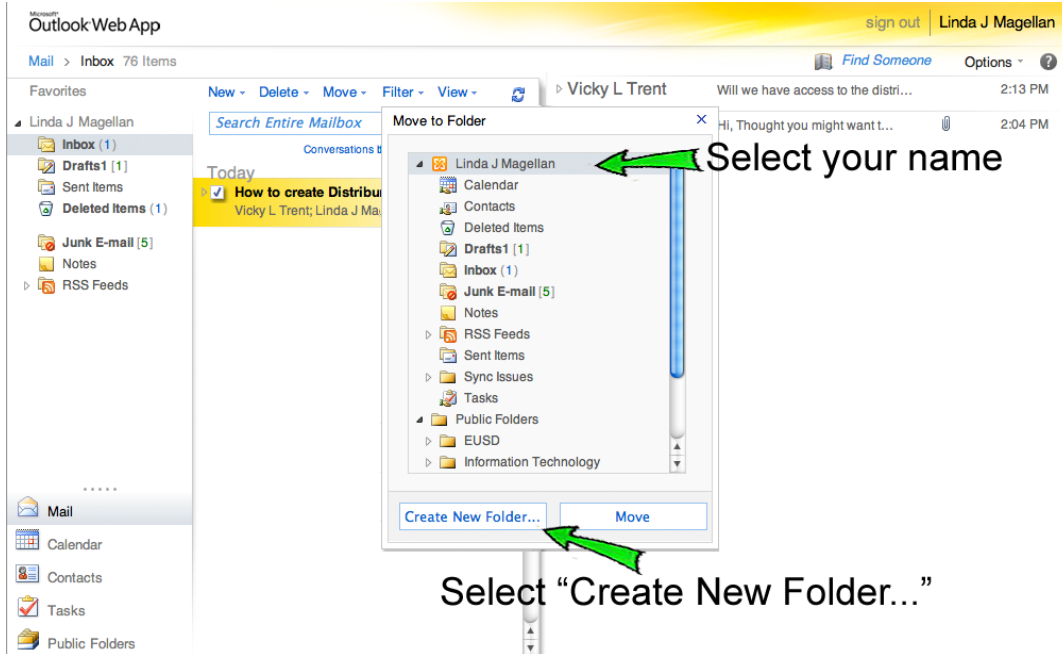 Microsoft®
Outlook Web App
sign out Linda J Magellan
Mail > Inbox 76 Items
Find Someone Options ?
Favorites
Linda J Magellan
Inbox (1)
Drafts1 [1]
Sent Items
Deleted Items (1)
Junk E-mail [5]
Notes
RSS Feeds
Mail
Calendar
Contacts
Tasks
Public Folders
New Delete Move Filter View
Search Entire Mailbox
Conversations
Today
How to create Distribu
Vicky L Trent; Linda J Ma
Vicky L Trent
Will we have access to the distri... 2:13 PM
Hi, Thought you might want t... 2:04 PM
Move to Folder
Linda J Magellan
Calendar
Contacts
Deleted Items
Drafts1 [1]
Inbox (1)
Junk E-mail [5]
Notes
RSS Feeds
Sent Items
Sync Issues
Tasks
Public Folders
EUSD
Information Technology
Create New Folder... Move
Select your name
Select “Create New Folder...”